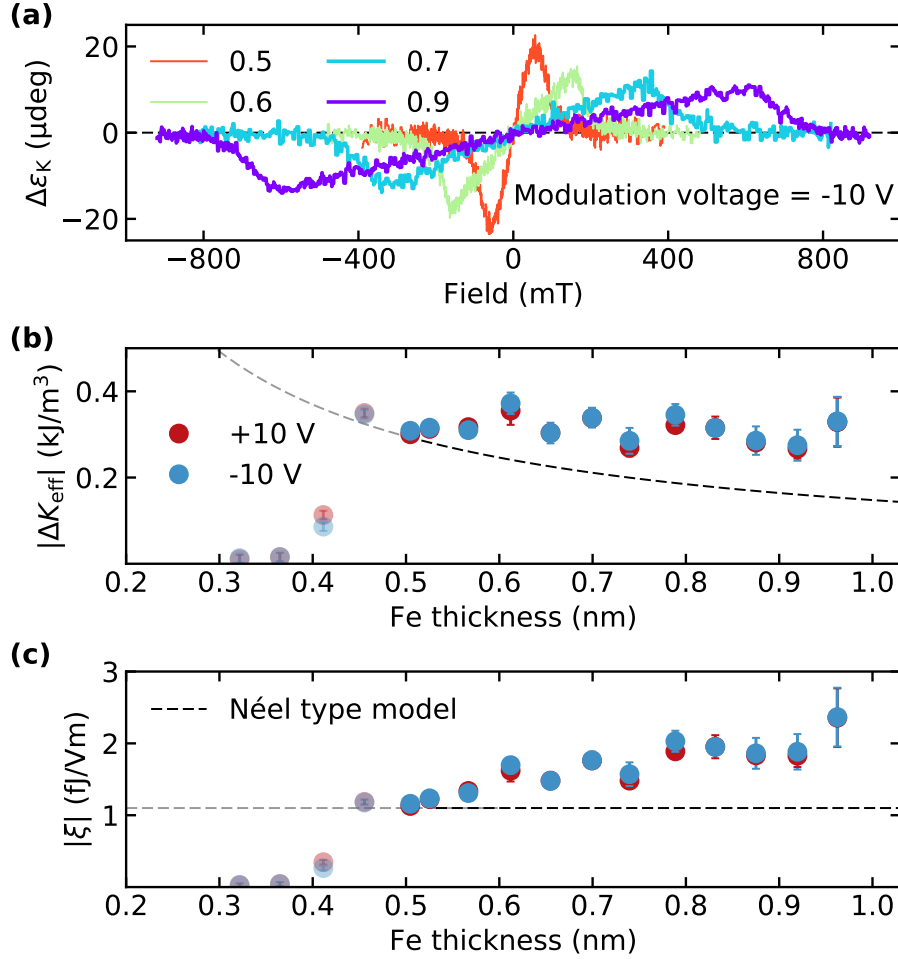 (a)
20
0
−20
Δε_K (μdeg)
0.5 0.7
0.6 0.9
Modulation voltage = -10 V
−800 −400 0 400 800
Field (mT)
(b)
0.4
0.2
|ΔK_eff| (kJ/m³)
+10 V
-10 V
0.2 0.3 0.4 0.5 0.6 0.7 0.8 0.9 1.0
Fe thickness (nm)
(c)
3
2
1
|ξ| (fJ/Vm)
Néel type model
0.2 0.3 0.4 0.5 0.6 0.7 0.8 0.9 1.0
Fe thickness (nm)